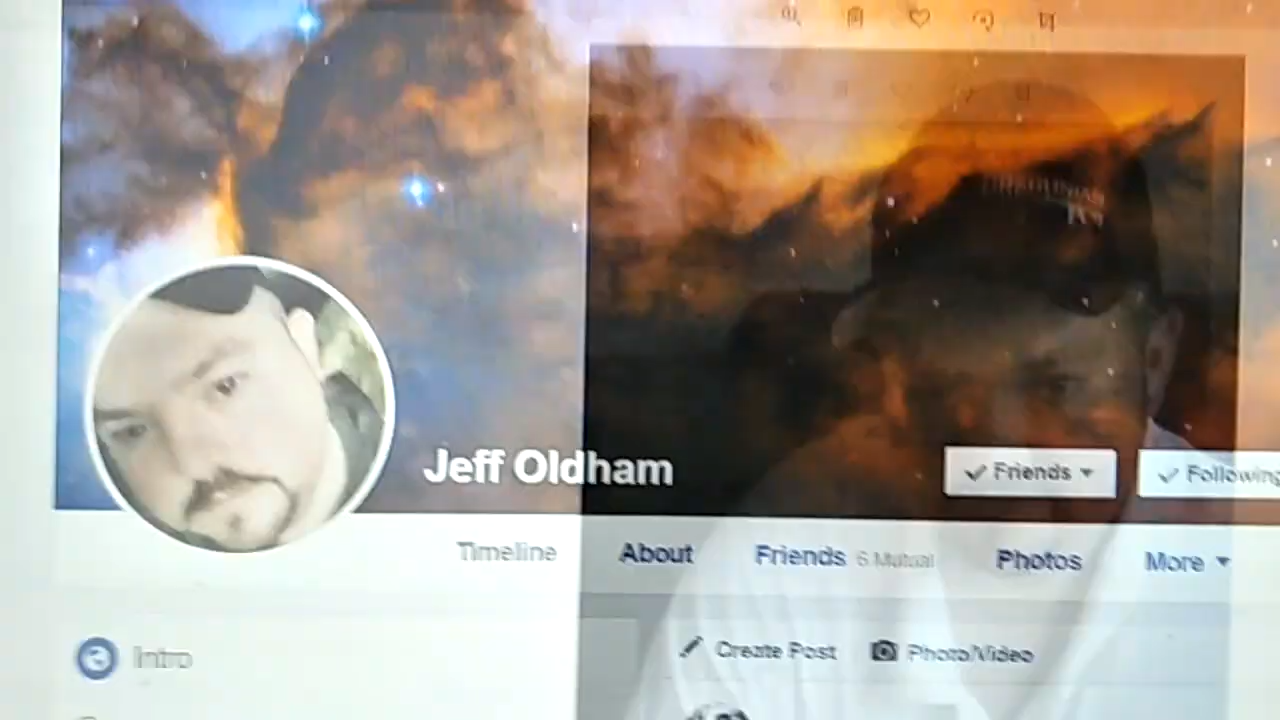 Jeff Oldham
Friends
Following
Timeline
About
Friends 6 Mutual
Photos
More
Intro
Create Post
Photo/Video